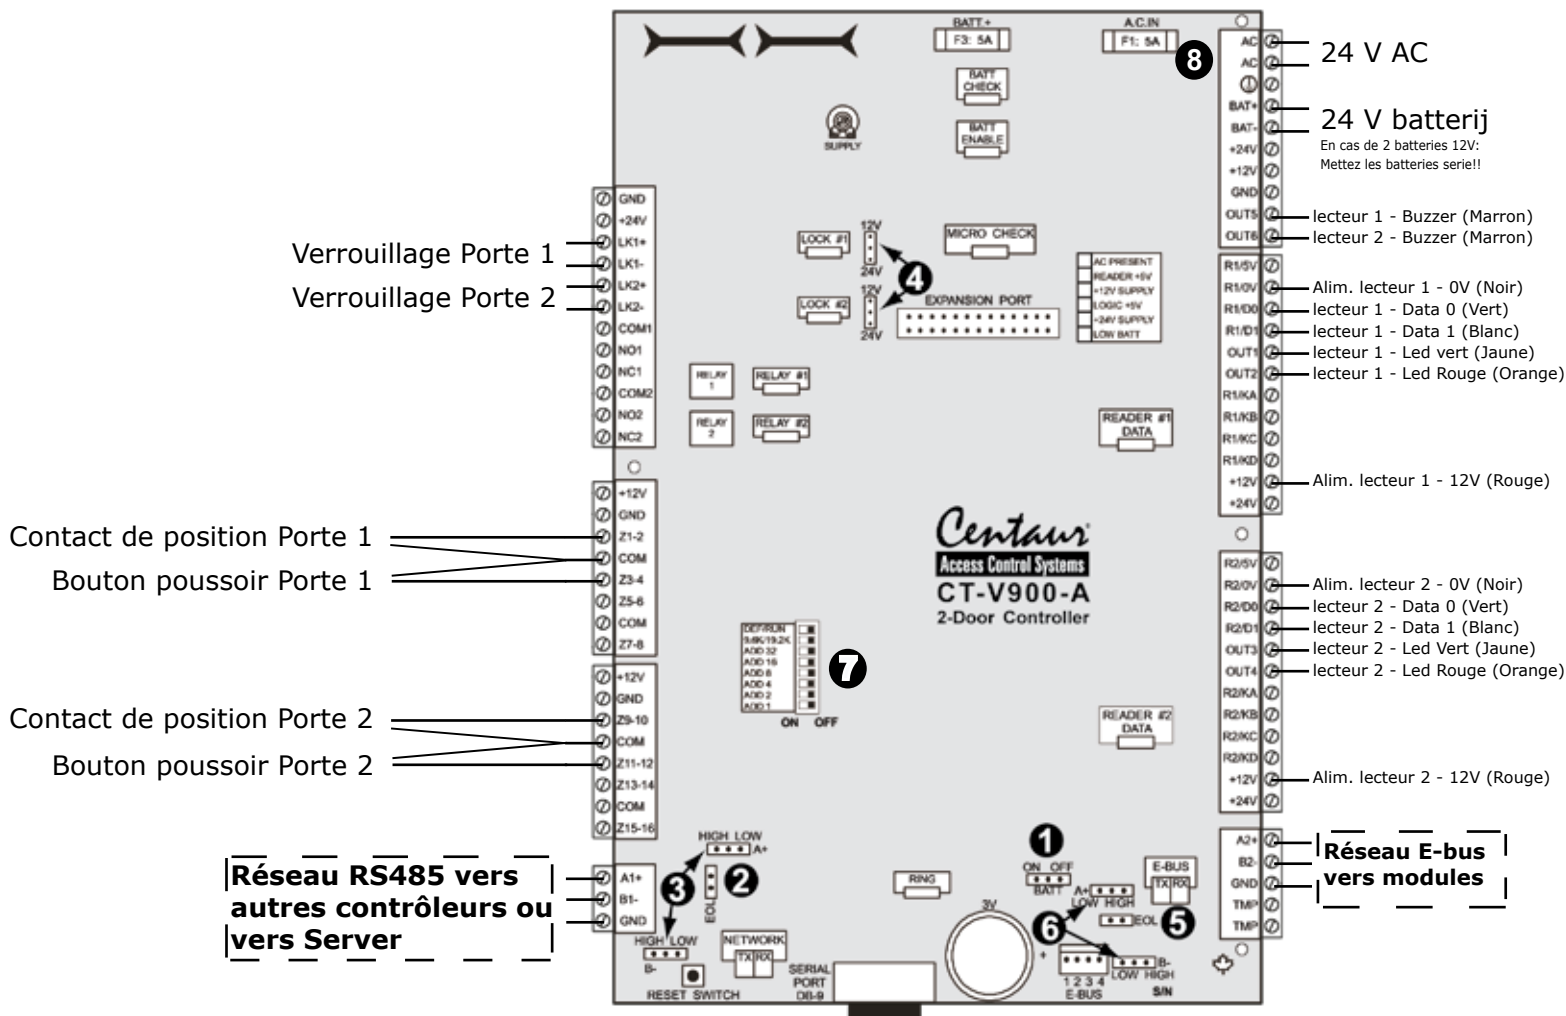 BATT.+
F3: 5A
A.C.IN
F1: 5A
8
BATT
CHECK
BATT
ENABLE
SUPPLY
AC
AC
BAT+
BAT-
+24V
+12V
GND
OUT5
OUT6
24 V AC
24 V batterij
En cas de 2 batteries 12V:
Mettez les batteries serie!!
lecteur 1 - Buzzer (Marron)
lecteur 2 - Buzzer (Marron)
GND
+24V
LK1+
LK1-
LK2+
LK2-
COM1
NO1
NC1
COM2
NO2
NC2
Verrouillage Porte 1
Verrouillage Porte 2
LOCK #1
12V
24V
LOCK #2
12V
24V
4
MICRO CHECK
EXPANSION PORT
AC PRESENT
READER +5V
+12V SUPPLY
LOGIC +5V
+24V SUPPLY
LOW BATT
RELAY
1
RELAY #1
RELAY
2
RELAY #2
READER #1
DATA
R1/5V
R1/0V
R1/D0
R1/D1
OUT1
OUT2
R1/KA
R1/KB
R1/KC
R1/KD
+12V
+24V
Alim. lecteur 1 - 0V (Noir)
lecteur 1 - Data 0 (Vert)
lecteur 1 - Data 1 (Blanc)
lecteur 1 - Led vert (Jaune)
lecteur 1 - Led Rouge (Orange)
Alim. lecteur 1 - 12V (Rouge)
+12V
GND
Z1-2
COM
Z3-4
Z5-6
COM
Z7-8
Contact de position Porte 1
Bouton poussoir Porte 1
Centaur
Access Control Systems
CT-V900-A
2-Door Controller
DEF/RUN
9.6K/19.2K
ADD 32
ADD 16
ADD 8
ADD 4
ADD 2
ADD 1
ON OFF
7
R2/5V
R2/0V
R2/D0
R2/D1
OUT3
OUT4
R2/KA
R2/KB
R2/KC
R2/KD
+12V
+24V
Alim. lecteur 2 - 0V (Noir)
lecteur 2 - Data 0 (Vert)
lecteur 2 - Data 1 (Blanc)
lecteur 2 - Led Vert (Jaune)
lecteur 2 - Led Rouge (Orange)
Alim. lecteur 2 - 12V (Rouge)
READER #2
DATA
+12V
GND
Z9-10
COM
Z11-12
Z13-14
COM
Z15-16
Contact de position Porte 2
Bouton poussoir Porte 2
Réseau RS485 vers
autres contrôleurs ou
vers Server
A1+
B1-
GND
HIGH LOW
A+
3
EOL
2
HIGH LOW
B-
RESET SWITCH
NETWORK
TX RX
SERIAL
PORT
DB-9
RING
3V
+
1
ON OFF
BATT
A+
LOW HIGH
E-BUS
TX RX
EOL
5
6
1 2 3 4
E-BUS
B-
LOW HIGH
S/N
A2+
B2-
GND
TMP
TMP
Réseau E-bus
vers modules